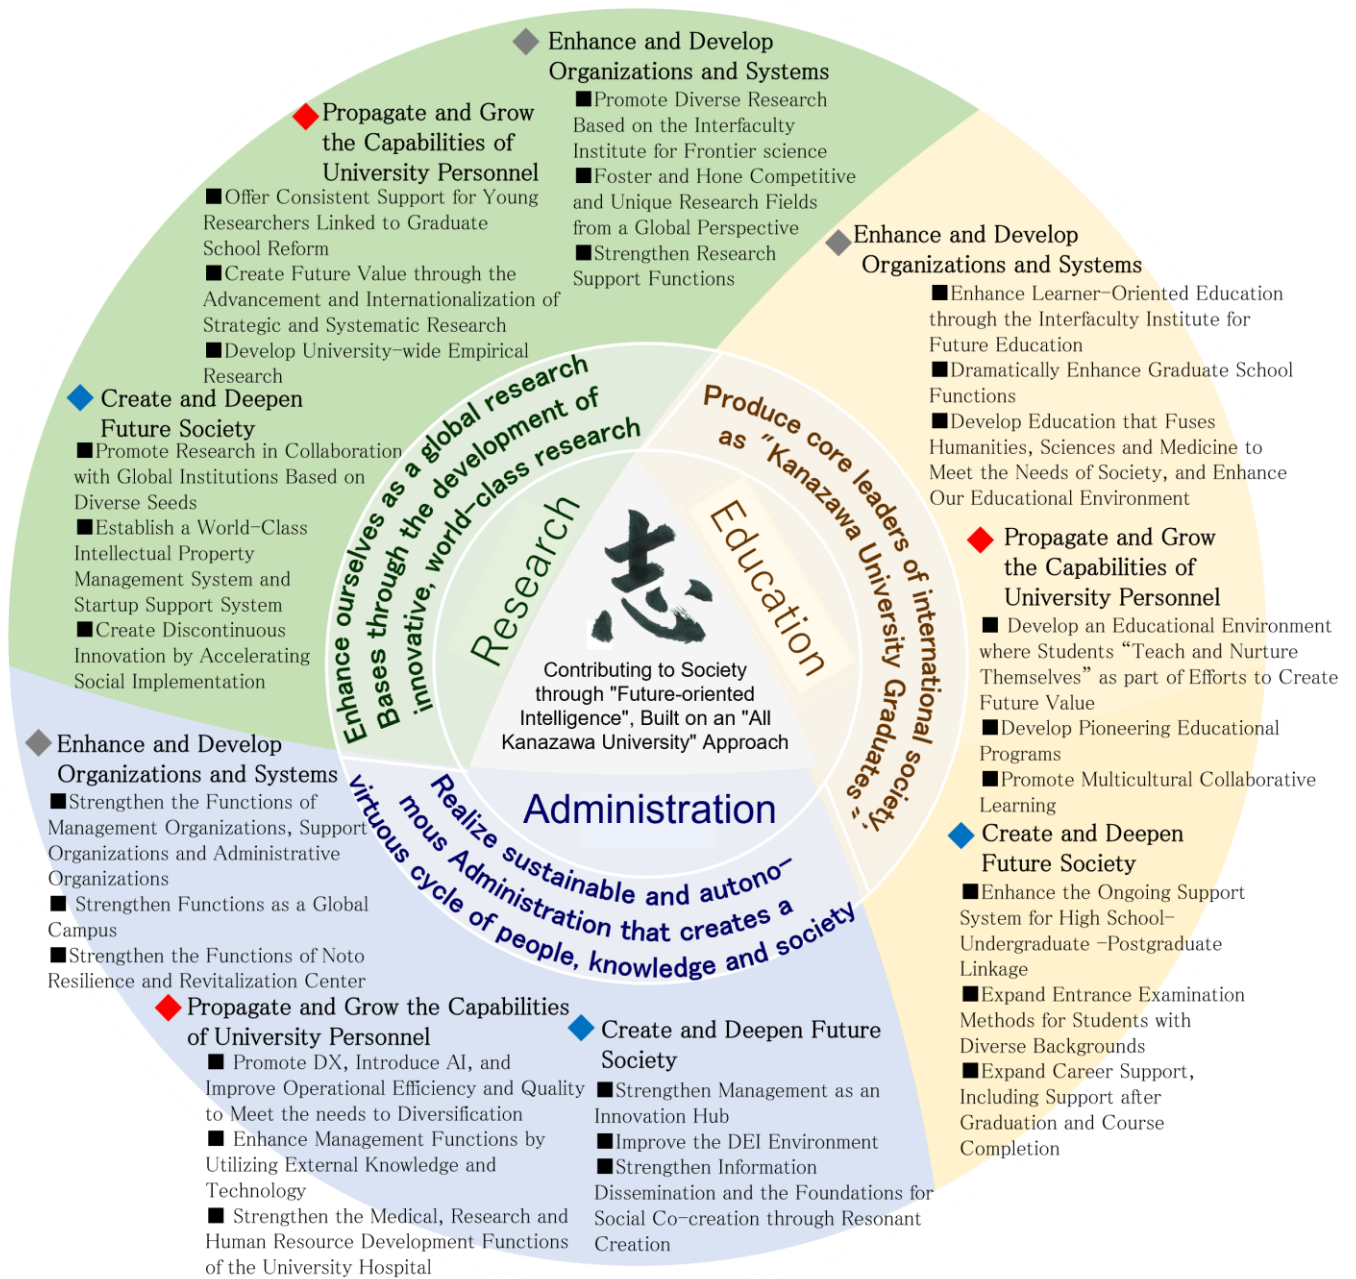 ◆ Enhance and Develop
Organizations and Systems
■Promote Diverse Research
Based on the Interfaculty
Institute for Frontier science
■Foster and Hone Competitive
and Unique Research Fields
from a Global Perspective
■Strengthen Research
Support Functions
◆ Propagate and Grow
the Capabilities of
University Personnel
■Offer Consistent Support for Young
Researchers Linked to Graduate
School Reform
■Create Future Value through the
Advancement and Internationalization of
Strategic and Systematic Research
■Develop University-wide Empirical
Research
◆ Create and Deepen
Future Society
■Promote Research in Collaboration
with Global Institutions Based on
Diverse Seeds
■Establish a World-Class
Intellectual Property
Management System and
Startup Support System
■Create Discontinuous
Innovation by Accelerating
Social Implementation
Enhance ourselves as a global research
Bases through the development of
innovative, world-class research
Research
◆ Enhance and Develop
Organizations and Systems
■Enhance Learner-Oriented Education
through the Interfaculty Institute for
Future Education
■Dramatically Enhance Graduate School
Functions
■Develop Education that Fuses
Humanities, Sciences and Medicine to
Meet the Needs of Society, and Enhance
Our Educational Environment
◆ Propagate and Grow
the Capabilities of
University Personnel
■ Develop an Educational Environment
where Students “Teach and Nurture
Themselves” as part of Efforts to Create
Future Value
■Develop Pioneering Educational
Programs
■Promote Multicultural Collaborative
Learning
◆ Create and Deepen
Future Society
■Enhance the Ongoing Support
System for High School-
Undergraduate -Postgraduate
Linkage
■Expand Entrance Examination
Methods for Students with
Diverse Backgrounds
■Expand Career Support,
Including Support after
Graduation and Course
Completion
Produce core leaders of international society,
as “Kanazawa University Graduates”
Education
志
Contributing to Society
through "Future-oriented
Intelligence", Built on an "All
Kanazawa University" Approach
Administration
Realize sustainable and autono-
mous Administration that creates a
virtuous cycle of people, knowledge and society
◆ Enhance and Develop
Organizations and Systems
■Strengthen the Functions of
Management Organizations, Support
Organizations and Administrative
Organizations
■ Strengthen Functions as a Global
Campus
■Strengthen the Functions of Noto
Resilience and Revitalization Center
◆ Propagate and Grow the Capabilities
of University Personnel
■ Promote DX, Introduce AI, and
Improve Operational Efficiency and Quality
to Meet the needs to Diversification
■ Enhance Management Functions by
Utilizing External Knowledge and
Technology
■ Strengthen the Medical, Research and
Human Resource Development Functions
of the University Hospital
◆ Create and Deepen Future
Society
■Strengthen Management as an
Innovation Hub
■Improve the DEI Environment
■Strengthen Information
Dissemination and the Foundations for
Social Co-creation through Resonant
Creation